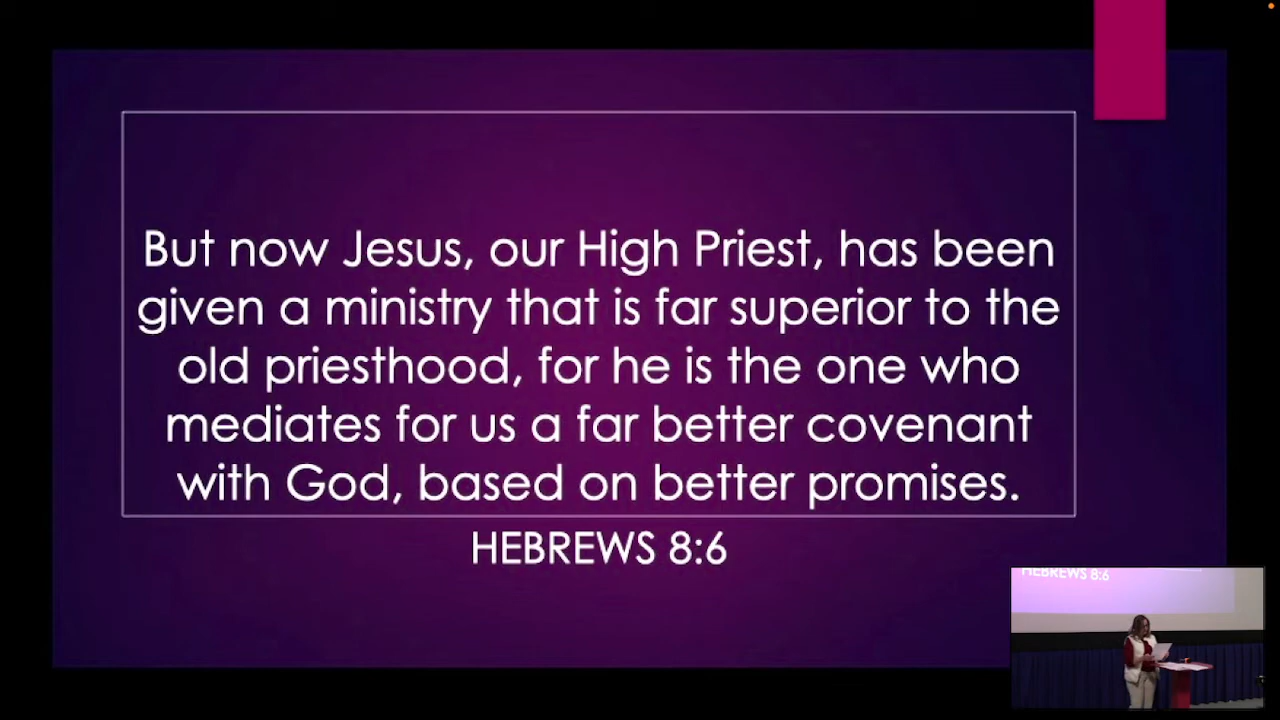 But now Jesus, our High Priest, has been
given a ministry that is far superior to the
old priesthood, for he is the one who
mediates for us a far better covenant
with God, based on better promises.
HEBREWS 8:6
HEBREWS 8:6